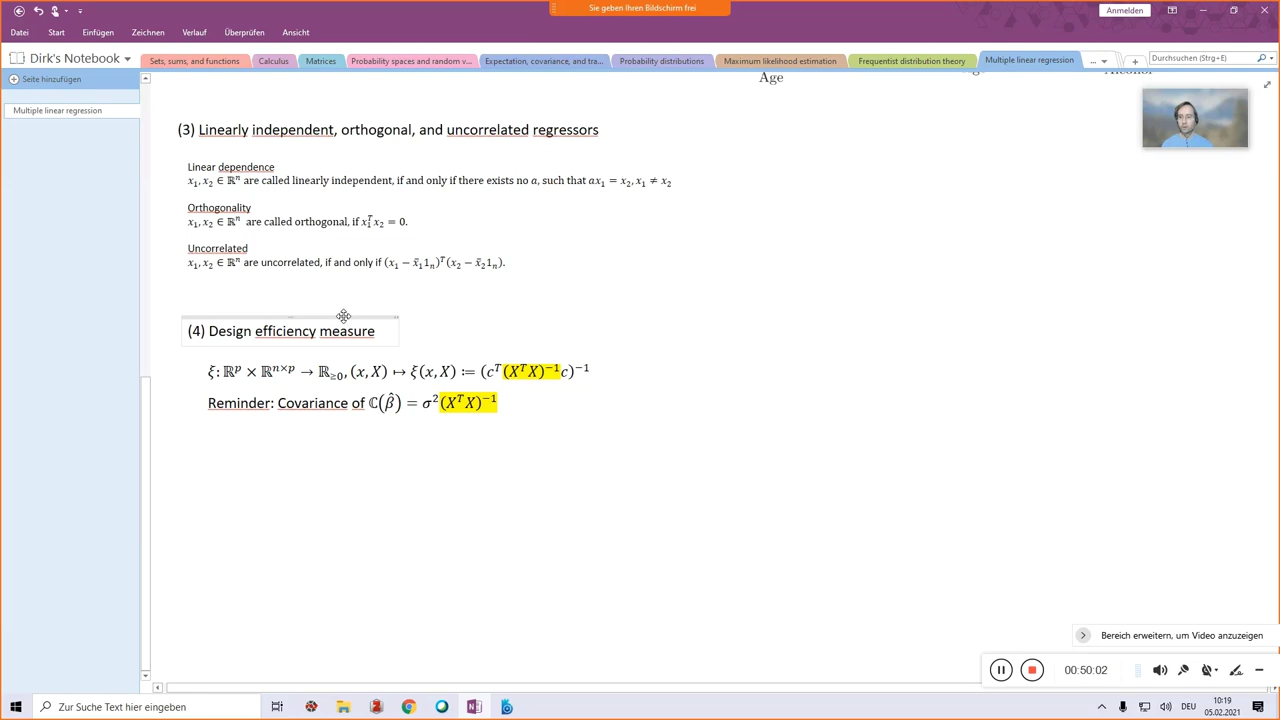 Sie geben Ihren Bildschirm frei
Anmelden
Datei Start Einfügen Zeichnen Verlauf Überprüfen Ansicht
Dirk's Notebook
Sets, sums, and functions
Calculus
Matrices
Probability spaces and random v...
Expectation, covariance, and tra...
Probability distributions
Maximum likelihood estimation
Frequentist distribution theory
Multiple linear regression
...
Durchsuchen (Strg+E)
Seite hinzufügen
Multiple linear regression
Age
(3) Linearly independent, orthogonal, and uncorrelated regressors
Linear dependence
x₁, x₂ ∈ ℝⁿ are called linearly independent, if and only if there exists no a, such that ax₁ = x₂, x₁ ≠ x₂
Orthogonality
x₁, x₂ ∈ ℝⁿ are called orthogonal, if x₁ᵀx₂ = 0.
Uncorrelated
x₁, x₂ ∈ ℝⁿ are uncorrelated, if and only if (x₁ − x̄₁1ₙ)ᵀ(x₂ − x̄₂1ₙ).
(4) Design efficiency measure
ξ: ℝᵖ × ℝⁿˣᵖ → ℝ≥0, (x, X) ↦ ξ(x, X) ≔ (cᵀ(XᵀX)⁻¹c)⁻¹
Reminder: Covariance of ℂ(β̂) = σ²(XᵀX)⁻¹
Bereich erweitern, um Video anzuzeigen
00:50:02
Zur Suche Text hier eingeben
DEU
10:19
05.02.2021